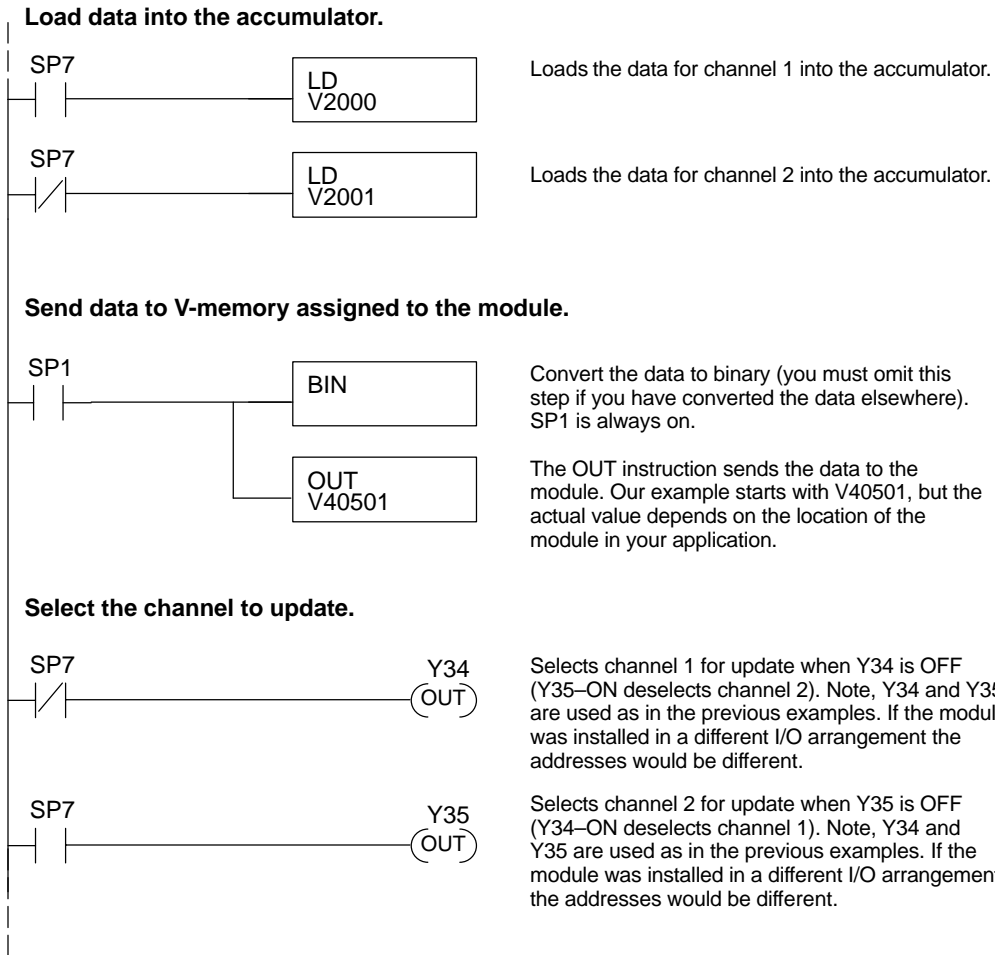 Load data into the accumulator.
SP7
LD
V2000
Loads the data for channel 1 into the accumulator.
SP7
LD
V2001
Loads the data for channel 2 into the accumulator.
Send data to V-memory assigned to the module.
SP1
BIN
Convert the data to binary (you must omit this
step if you have converted the data elsewhere).
SP1 is always on.
OUT
V40501
The OUT instruction sends the data to the
module. Our example starts with V40501, but the
actual value depends on the location of the
module in your application.
Select the channel to update.
SP7
Y34
OUT
Selects channel 1 for update when Y34 is OFF
(Y35–ON deselects channel 2). Note, Y34 and
are used as in the previous examples. If the
was installed in a different I/O arrangement the
addresses would be different.
SP7
Y35
OUT
Selects channel 2 for update when Y35 is OFF
(Y34–ON deselects channel 1). Note, Y34 and
Y35 are used as in the previous examples. If the
module was installed in a different I/O
the addresses would be different.